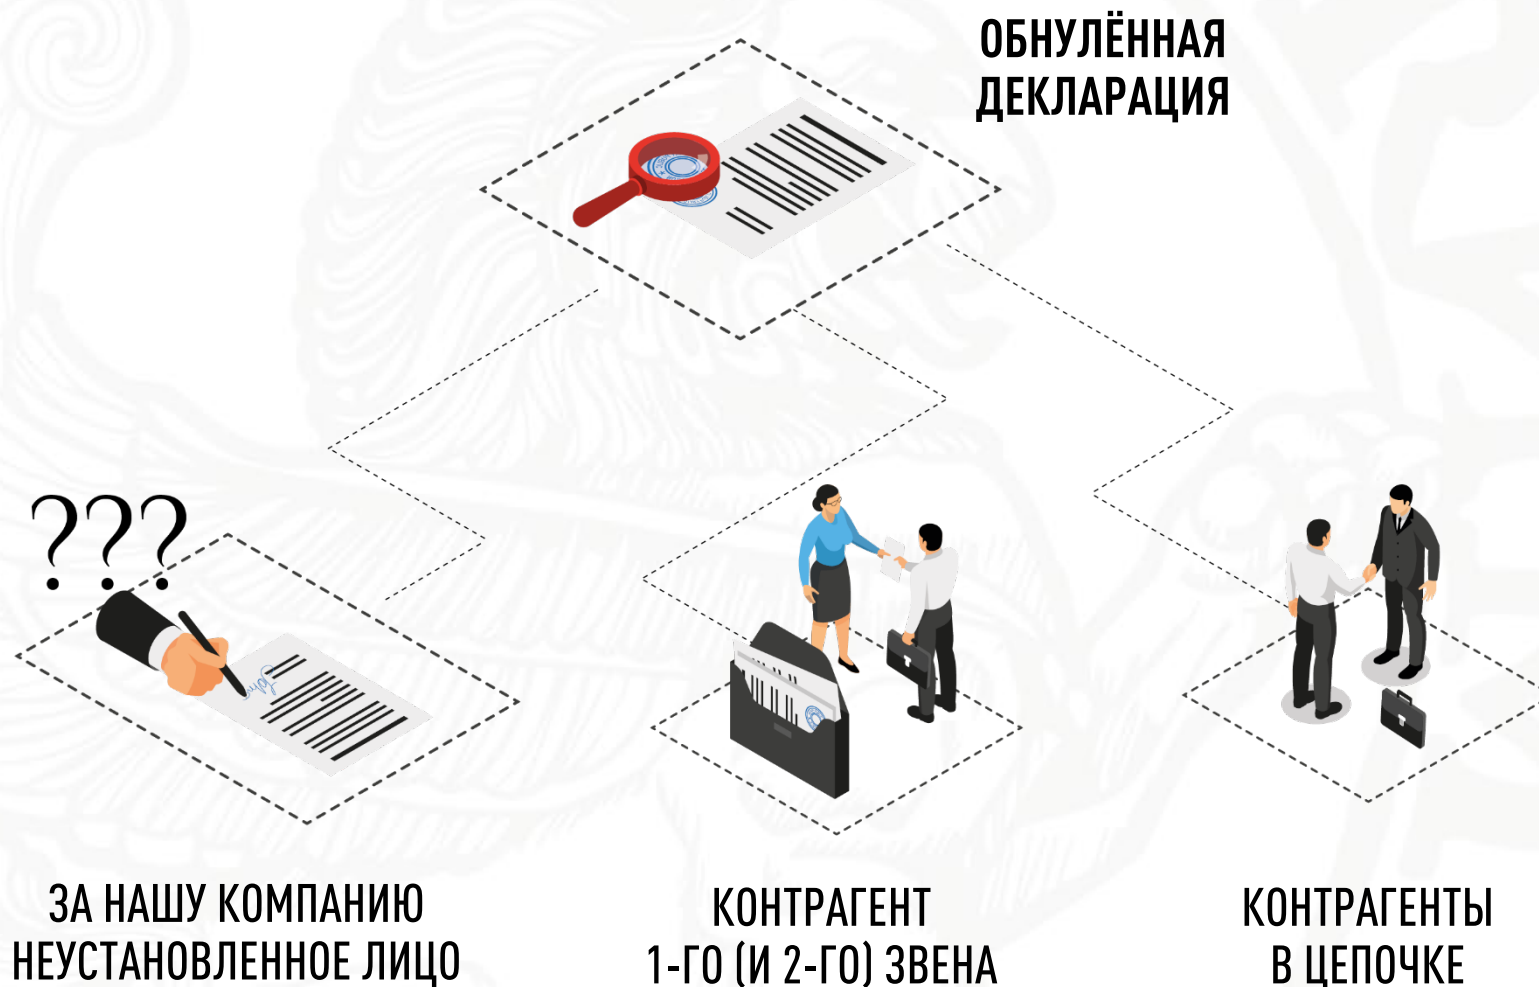 ОБНУЛЁННАЯ
ДЕКЛАРАЦИЯ
???
ЗА НАШУ КОМПАНИЮ
НЕУСТАНОВЛЕННОЕ ЛИЦО
КОНТРАГЕНТ
1-ГО (И 2-ГО) ЗВЕНА
КОНТРАГЕНТЫ
В ЦЕПОЧКЕ